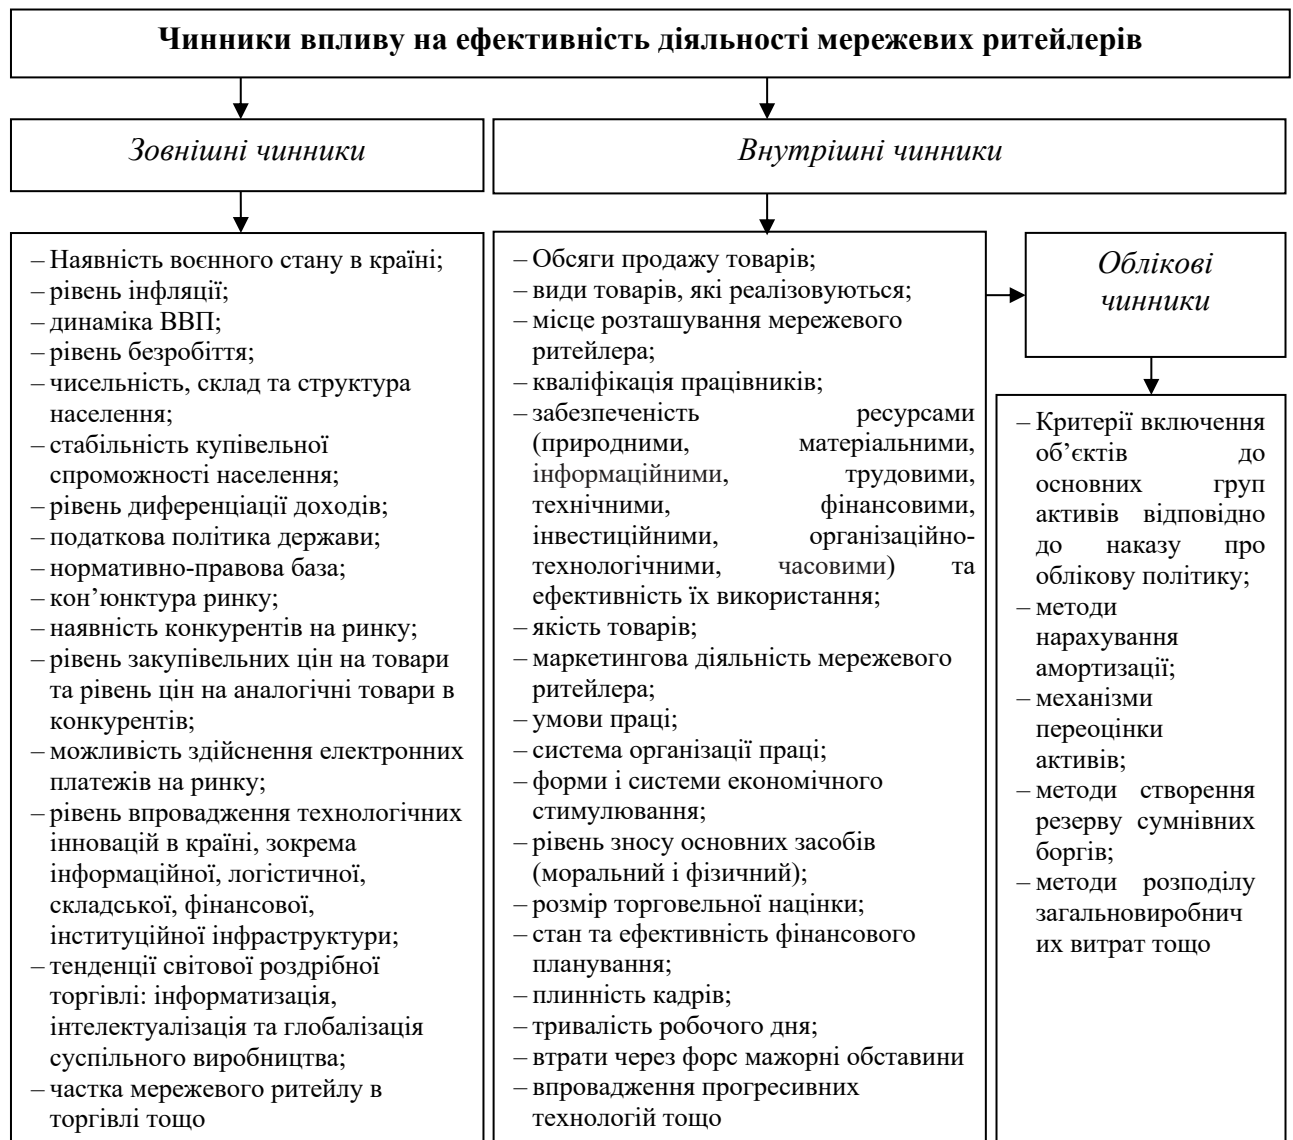 Чинники впливу на ефективність діяльності мережевих ритейлерів
Зовнішні чинники
– Наявність воєнного стану в країні;
– рівень інфляції;
– динаміка ВВП;
– рівень безробіття;
– чисельність, склад та структура
населення;
– стабільність купівельної
спроможності населення;
– рівень диференціації доходів;
– податкова політика держави;
– нормативно-правова база;
– кон’юнктура ринку;
– наявність конкурентів на ринку;
– рівень закупівельних цін на товари
та рівень цін на аналогічні товари в
конкурентів;
– можливість здійснення електронних
платежів на ринку;
– рівень впровадження технологічних
інновацій в країні, зокрема
інформаційної, логістичної,
складської, фінансової,
інституційної інфраструктури;
– тенденції світової роздрібної
торгівлі: інформатизація,
інтелектуалізація та глобалізація
суспільного виробництва;
– частка мережевого ритейлу в
торгівлі тощо
Внутрішні чинники
– Обсяги продажу товарів;
– види товарів, які реалізовуються;
– місце розташування мережевого
ритейлера;
– кваліфікація працівників;
– забезпеченість ресурсами
(природними, матеріальними,
інформаційними, трудовими,
технічними, фінансовими,
інвестиційними, організаційно-
технологічними, часовими) та
ефективність їх використання;
– якість товарів;
– маркетингова діяльність мережевого
ритейлера;
– умови праці;
– система організації праці;
– форми і системи економічного
стимулювання;
– рівень зносу основних засобів
(моральний і фізичний);
– розмір торговельної націнки;
– стан та ефективність фінансового
планування;
– плинність кадрів;
– тривалість робочого дня;
– втрати через форс мажорні обставини
– впровадження прогресивних
технологій тощо
Облікові
чинники
– Критерії включення
об’єктів до
основних груп
активів відповідно
до наказу про
облікову політику;
– методи
нарахування
амортизації;
– механізми
переоцінки
активів;
– методи створення
резерву сумнівних
боргів;
– методи розподілу
загальновиробнич
их витрат тощо